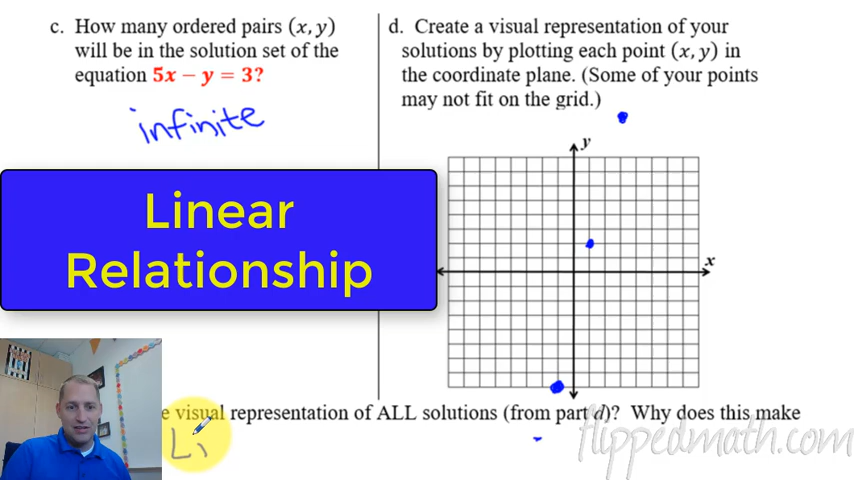 c. How many ordered pairs (x, y)
will be in the solution set of the
equation 5x − y = 3?
infinite
d. Create a visual representation of your
solutions by plotting each point (x, y) in
the coordinate plane. (Some of your points
may not fit on the grid.)
y
x
Linear
Relationship
e visual representation of ALL solutions (from part d)? Why does this make
Li
flippedmath.com